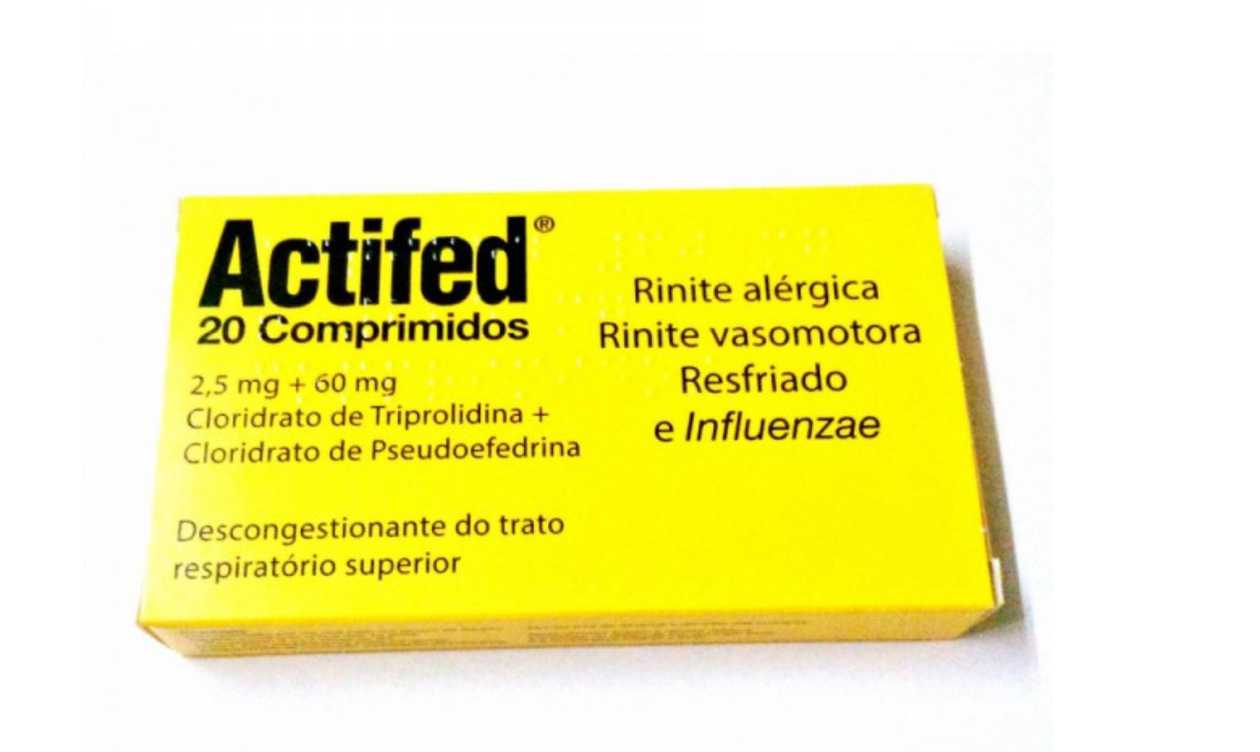 Actifed®
20 Comprimidos
2,5 mg + 60 mg
Cloridrato de Triprolidina +
Cloridrato de Pseudoefedrina
Descongestionante do trato
respiratório superior
Rinite alérgica
Rinite vasomotora
Resfriado
e Influenzae